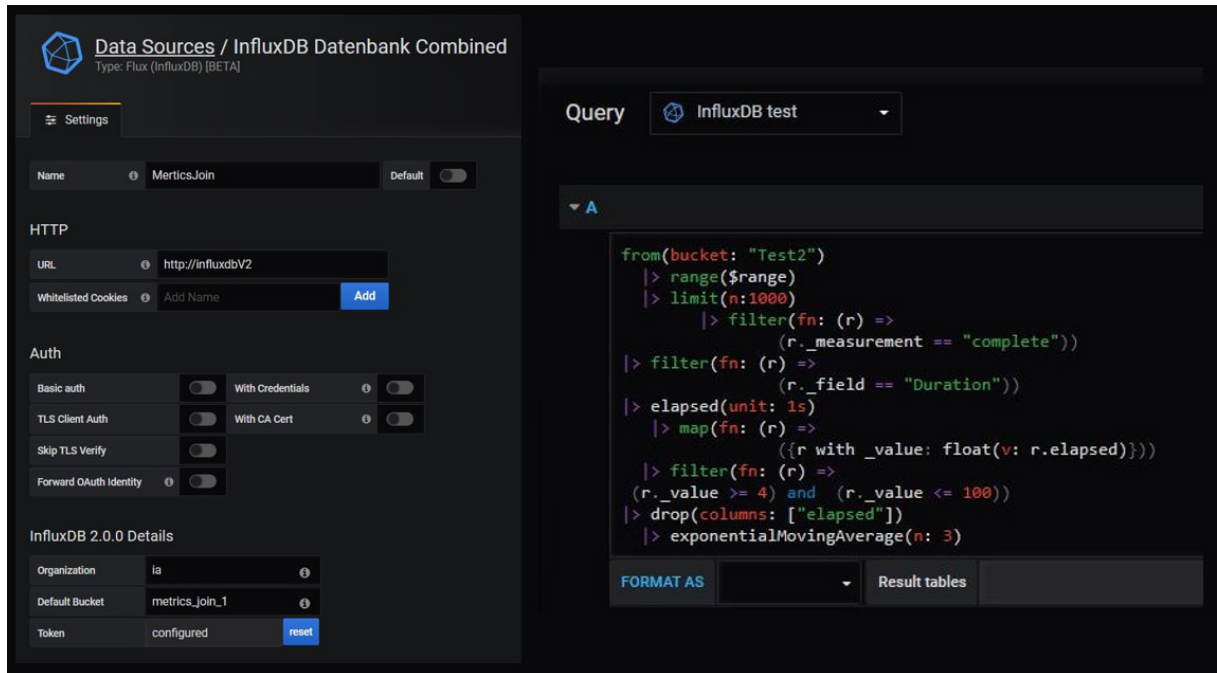 Data Sources / InfluxDB Datenbank Combined
Type: Flux (InfluxDB) [BETA]
Settings
Name MerticsJoin Default
HTTP
URL http://influxdbV2
Whitelisted Cookies Add Name Add
Auth
Basic auth With Credentials
TLS Client Auth With CA Cert
Skip TLS Verify
Forward OAuth Identity
InfluxDB 2.0.0 Details
Organization ia
Default Bucket metrics_join_1
Token configured reset
Query InfluxDB test
A
from(bucket: "Test2")
|> range($range)
|> limit(n:1000)
|> filter(fn: (r) =>
(r._measurement == "complete"))
|> filter(fn: (r) =>
(r._field == "Duration"))
|> elapsed(unit: 1s)
|> map(fn: (r) =>
({r with _value: float(v: r.elapsed)}))
|> filter(fn: (r) =>
(r._value >= 4) and (r._value <= 100))
|> drop(columns: ["elapsed"])
|> exponentialMovingAverage(n: 3)
FORMAT AS Result tables